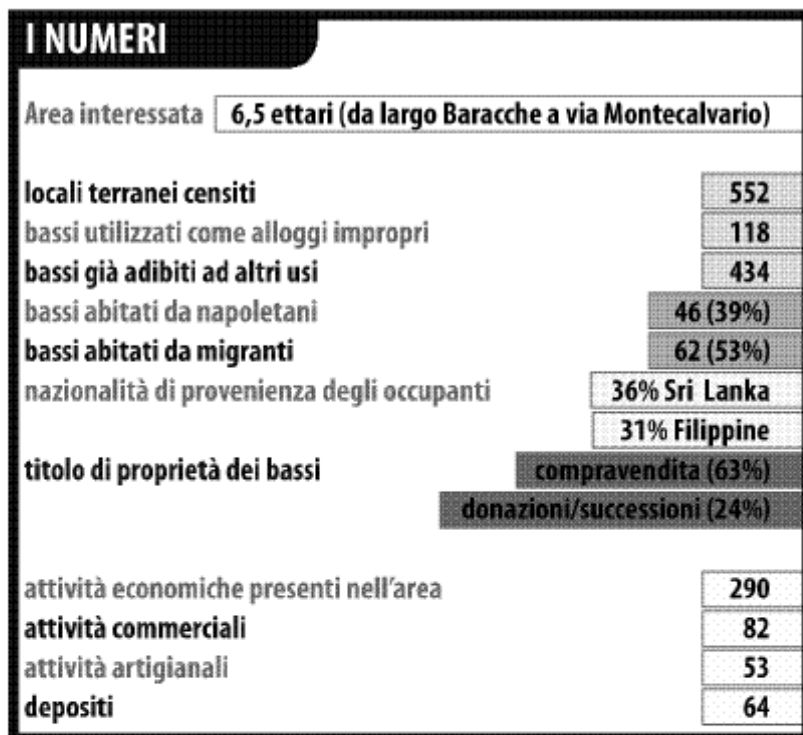 I NUMERI
Area interessata 6,5 ettari (da largo Baracche a via Montecalvario)
locali terranei censiti 552
bassi utilizzati come alloggi impropri 118
bassi già adibiti ad altri usi 434
bassi abitati da napoletani 46 (39%)
bassi abitati da migranti 62 (53%)
nazionalità di provenienza degli occupanti 36% Sri Lanka
31% Filippine
titolo di proprietà dei bassi compravendita (63%)
donazioni/successioni (24%)
attività economiche presenti nell'area 290
attività commerciali 82
attività artigianali 53
depositi 64